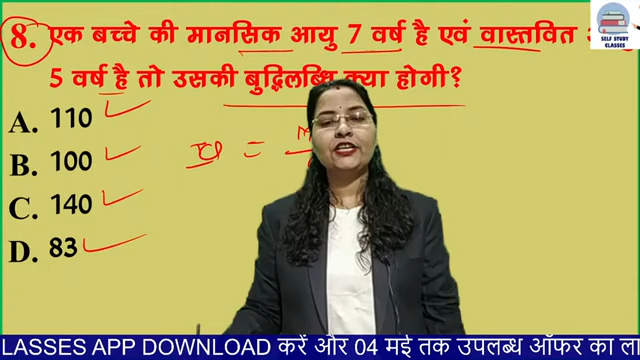 8. एक बच्चे की मानसिक आयु 7 वर्ष है एवं वास्तवित
5 वर्ष है तो उसकी बुद्धिलब्धि क्या होगी?
A. 110
B. 100
C. 140
D. 83
=
SELF STUDY
CLASSES
LASSES APP DOWNLOAD करें और 04 मई तक उपलब्ध ऑफर का ला